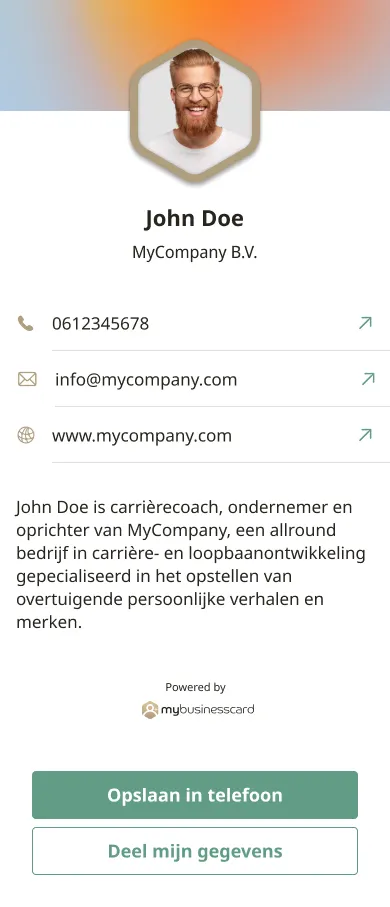 John Doe
MyCompany B.V.
0612345678
info@mycompany.com
www.mycompany.com
John Doe is carrièrecoach, ondernemer en
oprichter van MyCompany, een allround
bedrijf in carrière- en loopbaanontwikkeling
gepecialiseerd in het opstellen van
overtuigende persoonlijke verhalen en
merken.
Powered by
mybusinesscard
Opslaan in telefoon
Deel mijn gegevens